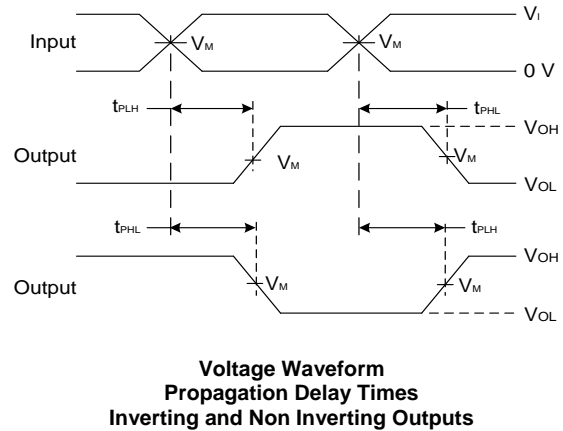 Input VM VM VI
0 V
tPLH tPHL
Output VM VM VOH
VOL
tPHL tPLH
Output VM VM VOH
VOL
Voltage Waveform
Propagation Delay Times
Inverting and Non Inverting Outputs